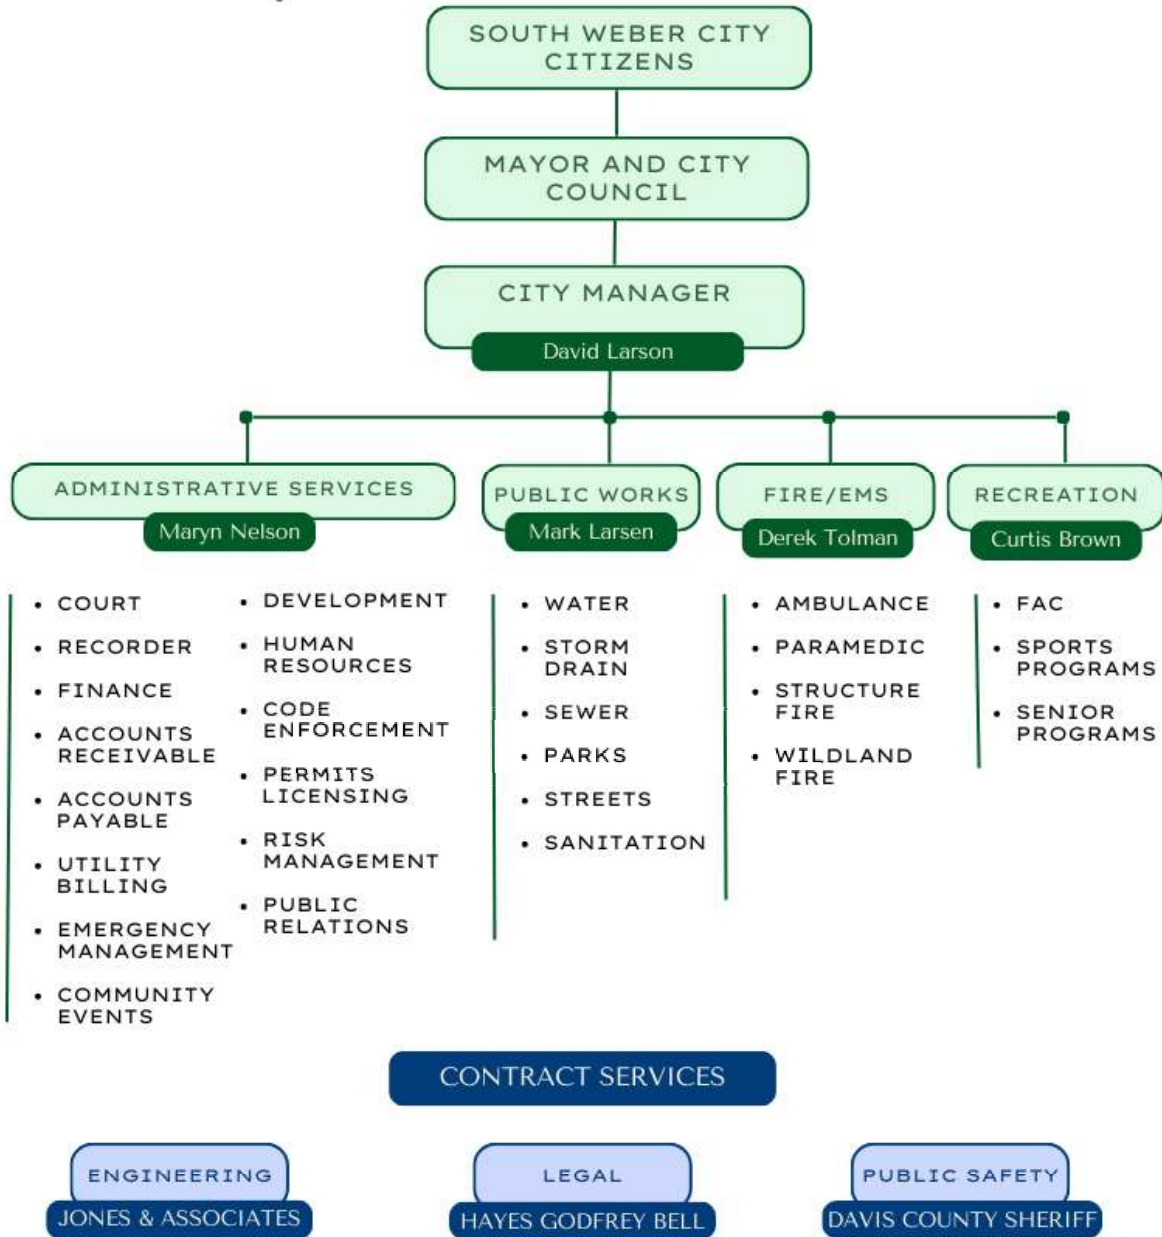 SOUTH WEBER CITY
CITIZENS
MAYOR AND CITY
COUNCIL
CITY MANAGER
David Larson
ADMINISTRATIVE SERVICES
Maryn Nelson
• COURT
• RECORDER
• FINANCE
• ACCOUNTS
RECEIVABLE
• ACCOUNTS
PAYABLE
• UTILITY
BILLING
• EMERGENCY
MANAGEMENT
• COMMUNITY
EVENTS
• DEVELOPMENT
• HUMAN
RESOURCES
• CODE
ENFORCEMENT
• PERMITS
LICENSING
• RISK
MANAGEMENT
• PUBLIC
RELATIONS
PUBLIC WORKS
Mark Larsen
• WATER
• STORM
DRAIN
• SEWER
• PARKS
• STREETS
• SANITATION
FIRE/EMS
Derek Tolman
• AMBULANCE
• PARAMEDIC
• STRUCTURE
FIRE
• WILDLAND
FIRE
RECREATION
Curtis Brown
• FAC
• SPORTS
PROGRAMS
• SENIOR
PROGRAMS
CONTRACT SERVICES
ENGINEERING
JONES & ASSOCIATES
LEGAL
HAYES GODFREY BELL
PUBLIC SAFETY
DAVIS COUNTY SHERIFF